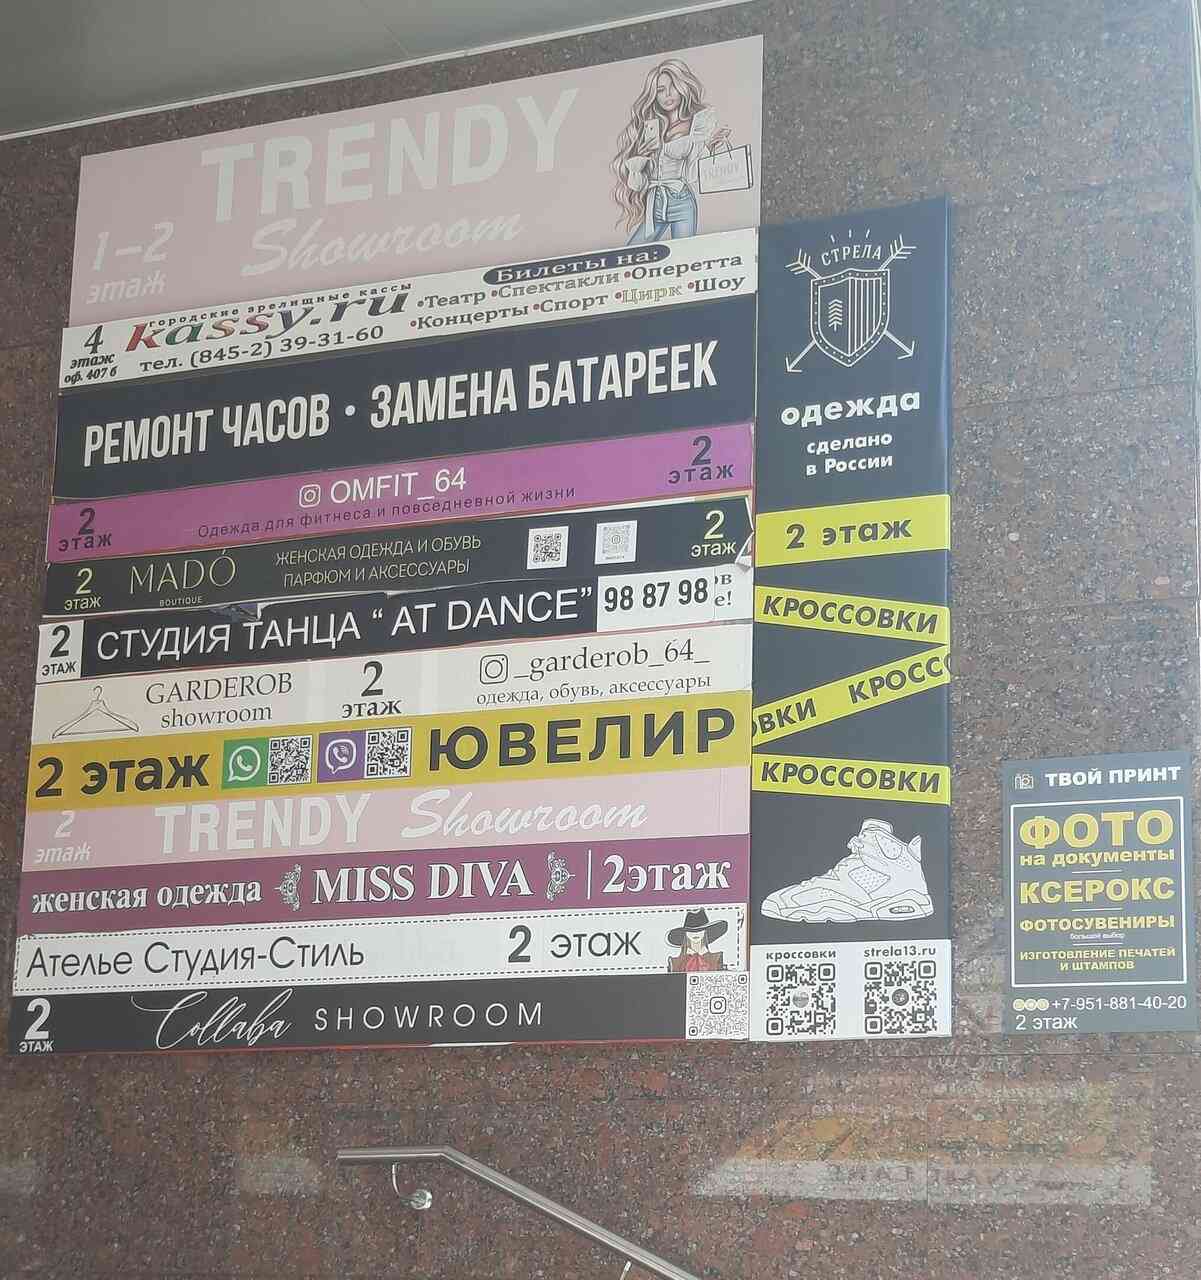 TRENDY
Showroom
1-2
этаж
TRENDY
Билеты на:
городские зрелищные кассы
kassy.ru
•Театр •Спектакли •Оперетта
•Концерты •Спорт •Цирк •Шоу
4
этаж
оф. 407 б
тел. (845-2) 39-31-60
РЕМОНТ ЧАСОВ • ЗАМЕНА БАТАРЕЕК
2
этаж
OMFIT_64
Одежда для фитнеса и повседневной жизни
2
этаж
2
этаж
MADÓ
BOUTIQUE
ЖЕНСКАЯ ОДЕЖДА И ОБУВЬ
ПАРФЮМ И АКСЕССУАРЫ
2
этаж
2
ЭТАЖ
СТУДИЯ ТАНЦА “ AT DANCE”
98 87 98
е!
GARDEROB
showroom
2
этаж
_garderob_64_
одежда, обувь, аксессуары
2 этаж
ЮВЕЛИР
2
этаж
TRENDY Showroom
женская одежда MISS DIVA | 2этаж
Ателье Студия-Стиль 2 этаж
2
ЭТАЖ
Collaba SHOWROOM
СТРЕЛА
одежда
сделано
в России
2 этаж
КРОССОВКИ
КРОССО
ОВКИ
КРОССОВКИ
кроссовки
strela13.ru
ТВОЙ ПРИНТ
ФОТО
на документы
КСЕРОКС
ФОТОСУВЕНИРЫ
большой выбор
ИЗГОТОВЛЕНИЕ ПЕЧАТЕЙ
И ШТАМПОВ
+7-951-881-40-20
2 этаж